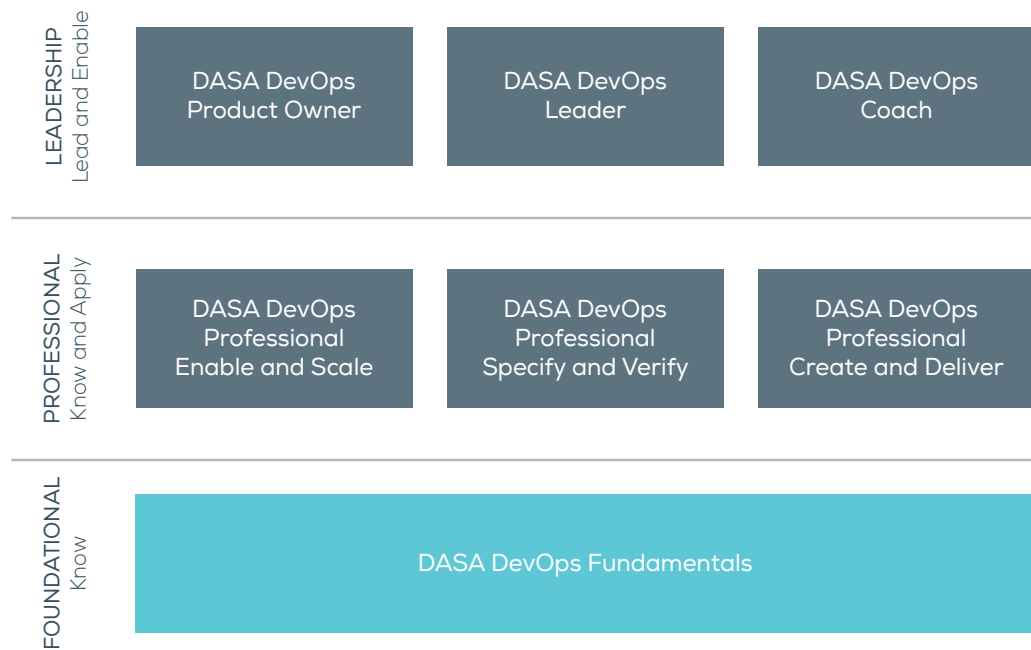 LEADERSHIP
Lead and Enable
DASA DevOps
Product Owner
DASA DevOps
Leader
DASA DevOps
Coach
PROFESSIONAL
Know and Apply
DASA DevOps
Professional
Enable and Scale
DASA DevOps
Professional
Specify and Verify
DASA DevOps
Professional
Create and Deliver
FOUNDATIONAL
Know
DASA DevOps Fundamentals